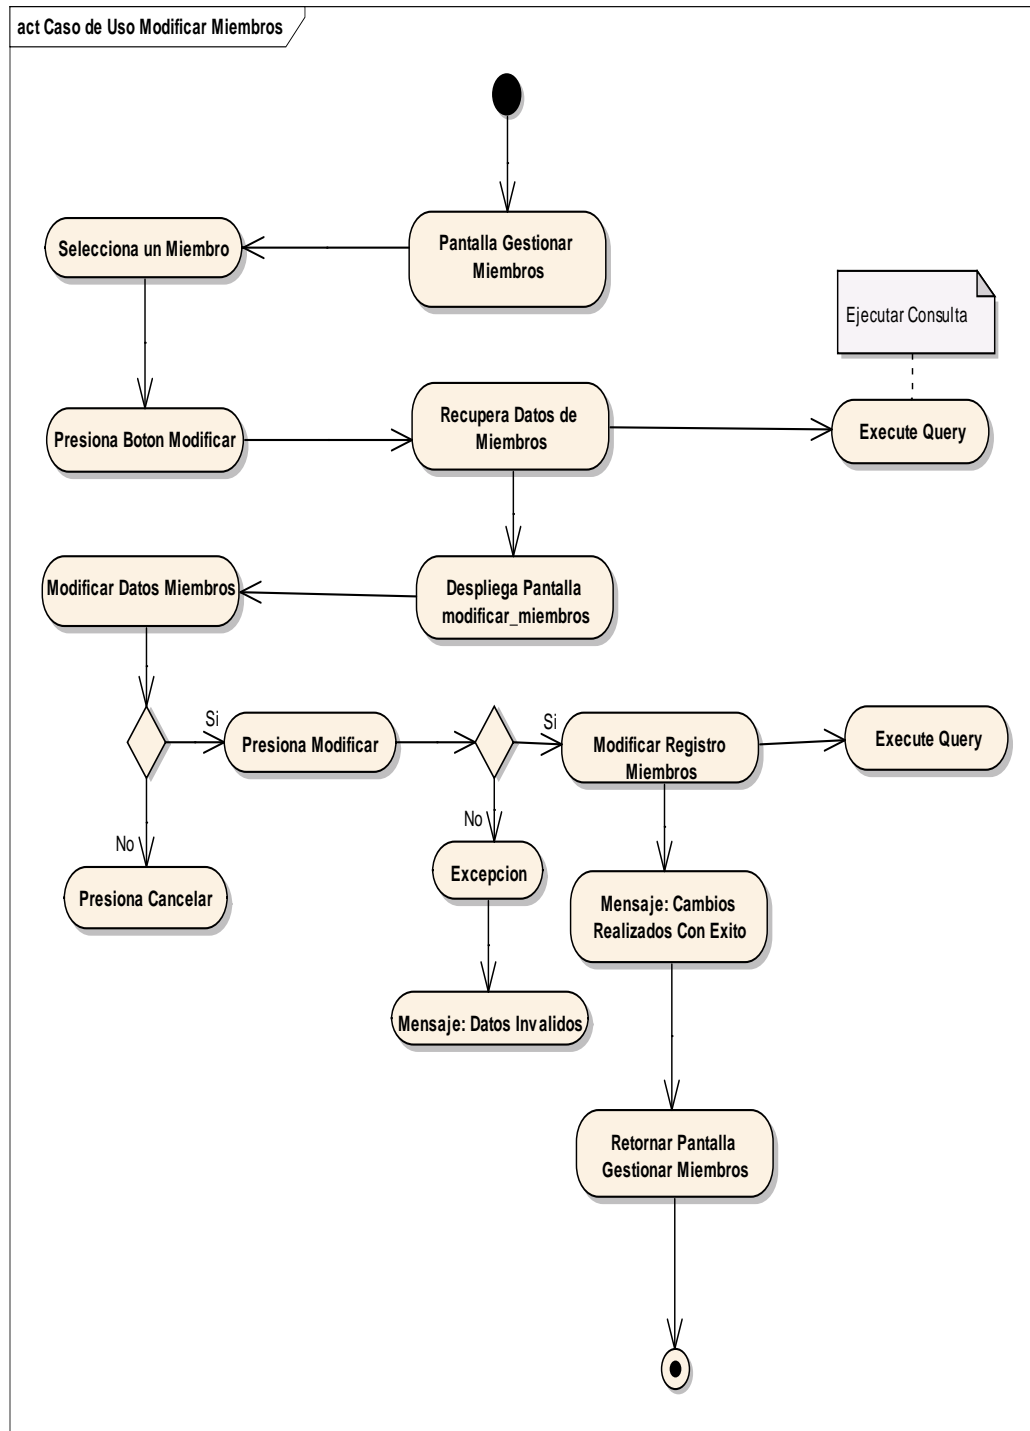 act Caso de Uso Modificar Miembros
Pantalla Gestionar
Miembros
Selecciona un Miembro
Ejecutar Consulta
Presiona Boton Modificar
Recupera Datos de
Miembros
Execute Query
Modificar Datos Miembros
Despliega Pantalla
modificar_miembros
Si
Presiona Modificar
Si
Modificar Registro
Miembros
Execute Query
No
Presiona Cancelar
No
Excepcion
Mensaje: Cambios
Realizados Con Exito
Mensaje: Datos Invalidos
Retornar Pantalla
Gestionar Miembros